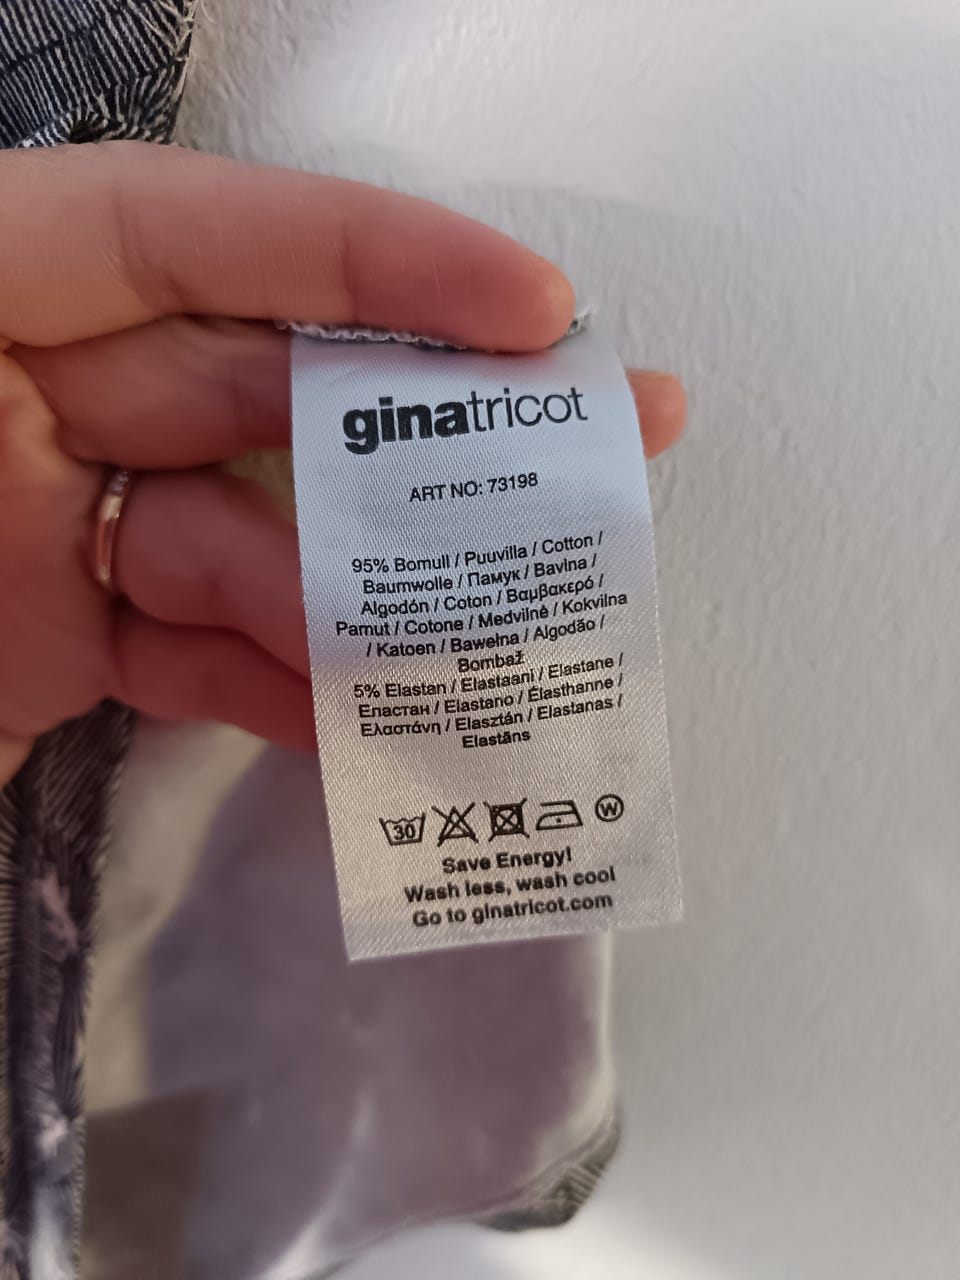 ginatricot
ART NO: 73198
95% Bomull / Puuvilla / Cotton /
Baumwolle / Памук / Bavlna /
Algodón / Coton / Βαμβακερό /
Pamut / Cotone / Medvilnė / Kokvilna
/ Katoen / Bawełna / Algodão /
Bombaž
5% Elastan / Elastaani / Elastane /
Еластан / Elastano / Élasthanne /
Ελαστάνη / Elasztán / Elastanas /
Elastāns
30 W
Save Energy!
Wash less, wash cool
Go to ginatricot.com